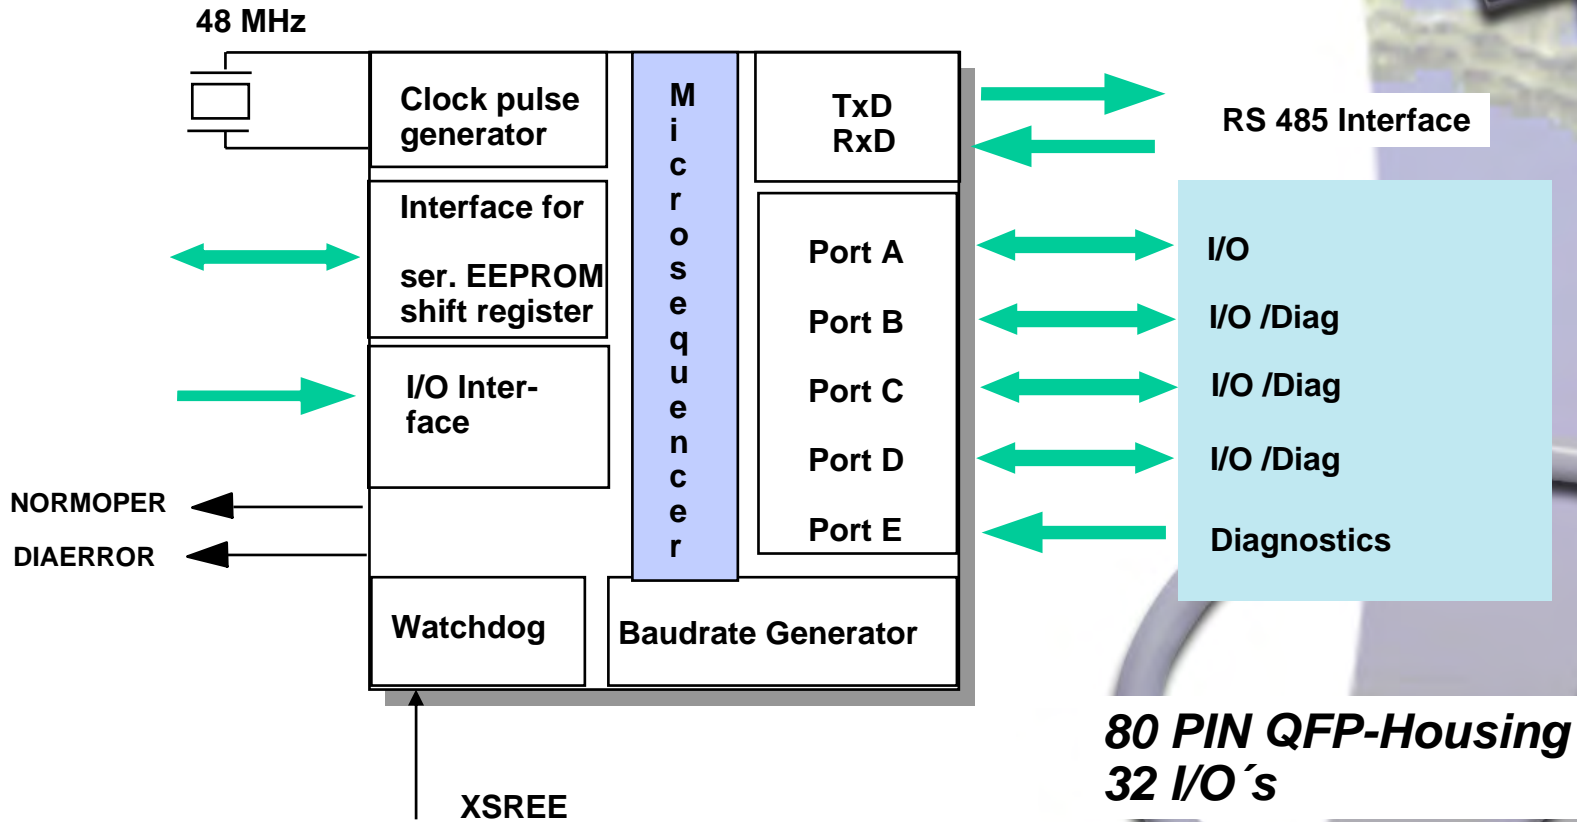 48 MHz
Clock pulse
generator
Interface for
ser. EEPROM
shift register
I/O Inter-
face
NORMOPER
DIAERROR
Watchdog
XSREE
Microsequencer
Baudrate Generator
TxD
RxD
Port A
Port B
Port C
Port D
Port E
RS 485 Interface
I/O
I/O /Diag
I/O /Diag
I/O /Diag
Diagnostics
80 PIN QFP-Housing
32 I/O´s